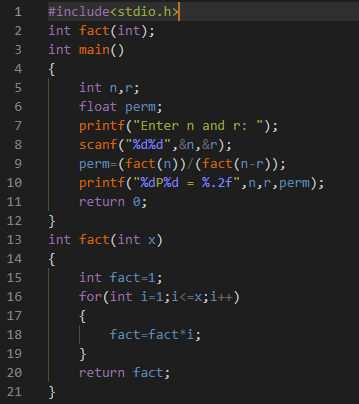 1 #include<stdio.h>
2 int fact(int);
3 int main()
4 {
5 int n,r;
6 float perm;
7 printf("Enter n and r: ");
8 scanf("%d%d",&n,&r);
9 perm=(fact(n))/(fact(n-r));
10 printf("%dP%d = %.2f",n,r,perm);
11 return 0;
12 }
13 int fact(int x)
14 {
15 int fact=1;
16 for(int i=1;i<=x;i++)
17 {
18 fact=fact*i;
19 }
20 return fact;
21 }